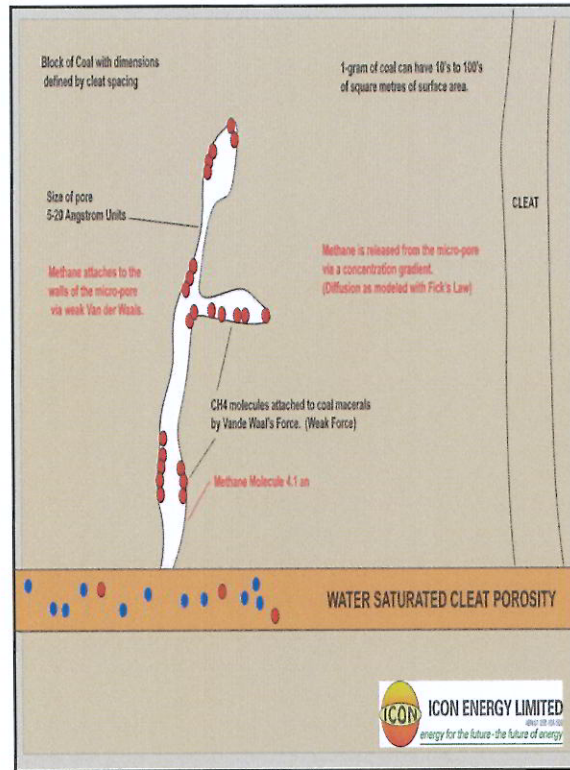 Block of Coal with dimensions
defined by cleat spacing
1-gram of coal can have 10's to 100's
of square metres of surface area.
Size of pore
5-20 Angstrom Units
CLEAT
Methane attaches to the
walls of the micro-pore
via weak Van der Waals.
Methane is released from the micro-pore
via a concentration gradient.
(Diffusion as modeled with Fick's Law)
CH4 molecules attached to coal macerals
by Vande Waal's Force. (Weak Force)
Methane Molecule 4.1 an
WATER SATURATED CLEAT POROSITY
ICON
ICON ENERGY LIMITED
energy for the future - the future of energy